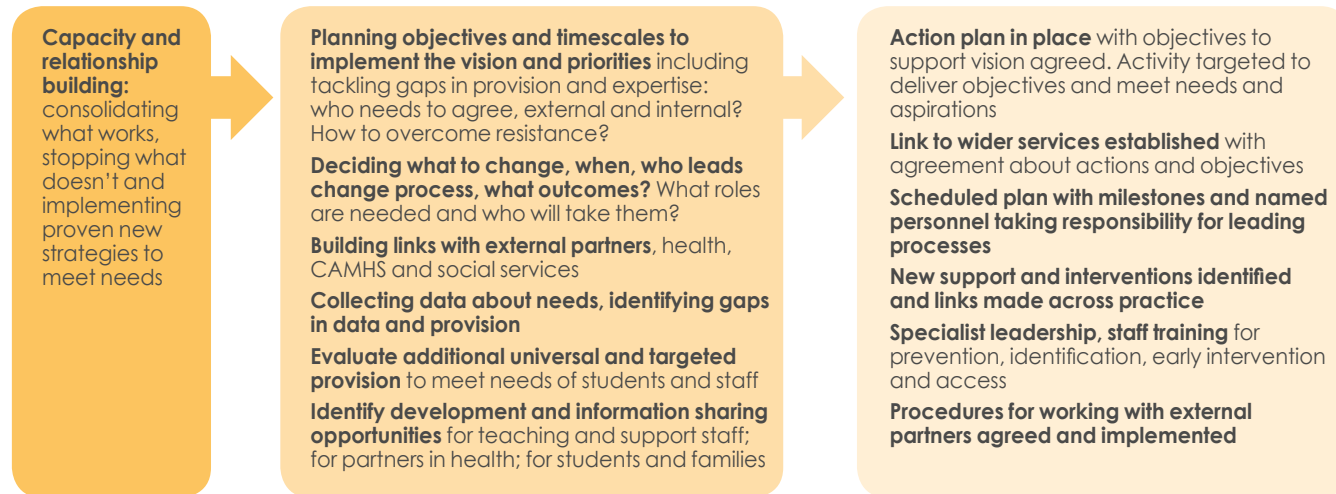 Capacity and
relationship
building:
consolidating
what works,
stopping what
doesn’t and
implementing
proven new
strategies to
meet needs
Planning objectives and timescales to
implement the vision and priorities including
tackling gaps in provision and expertise:
who needs to agree, external and internal?
How to overcome resistance?
Deciding what to change, when, who leads
change process, what outcomes? What roles
are needed and who will take them?
Building links with external partners, health,
CAMHS and social services
Collecting data about needs, identifying gaps
in data and provision
Evaluate additional universal and targeted
provision to meet needs of students and staff
Identify development and information sharing
opportunities for teaching and support staff;
for partners in health; for students and families
Action plan in place with objectives to
support vision agreed. Activity targeted to
deliver objectives and meet needs and
aspirations
Link to wider services established with
agreement about actions and objectives
Scheduled plan with milestones and named
personnel taking responsibility for leading
processes
New support and interventions identified
and links made across practice
Specialist leadership, staff training for
prevention, identification, early intervention
and access
Procedures for working with external
partners agreed and implemented